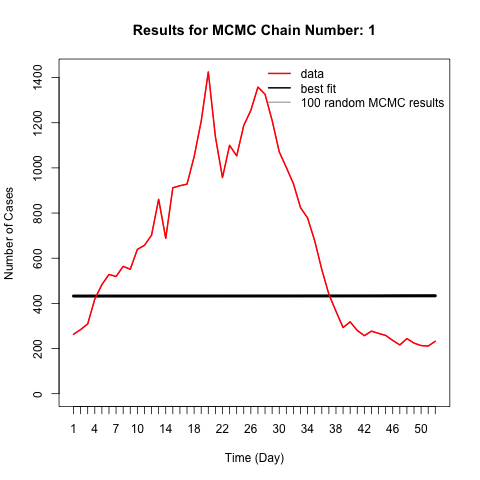 Results for MCMC Chain Number: 1
data
best fit
100 random MCMC results
Number of Cases
1400
1200
1000
800
600
400
200
0
1 4 7 10 14 18 22 26 30 34 38 42 46 50
Time (Day)